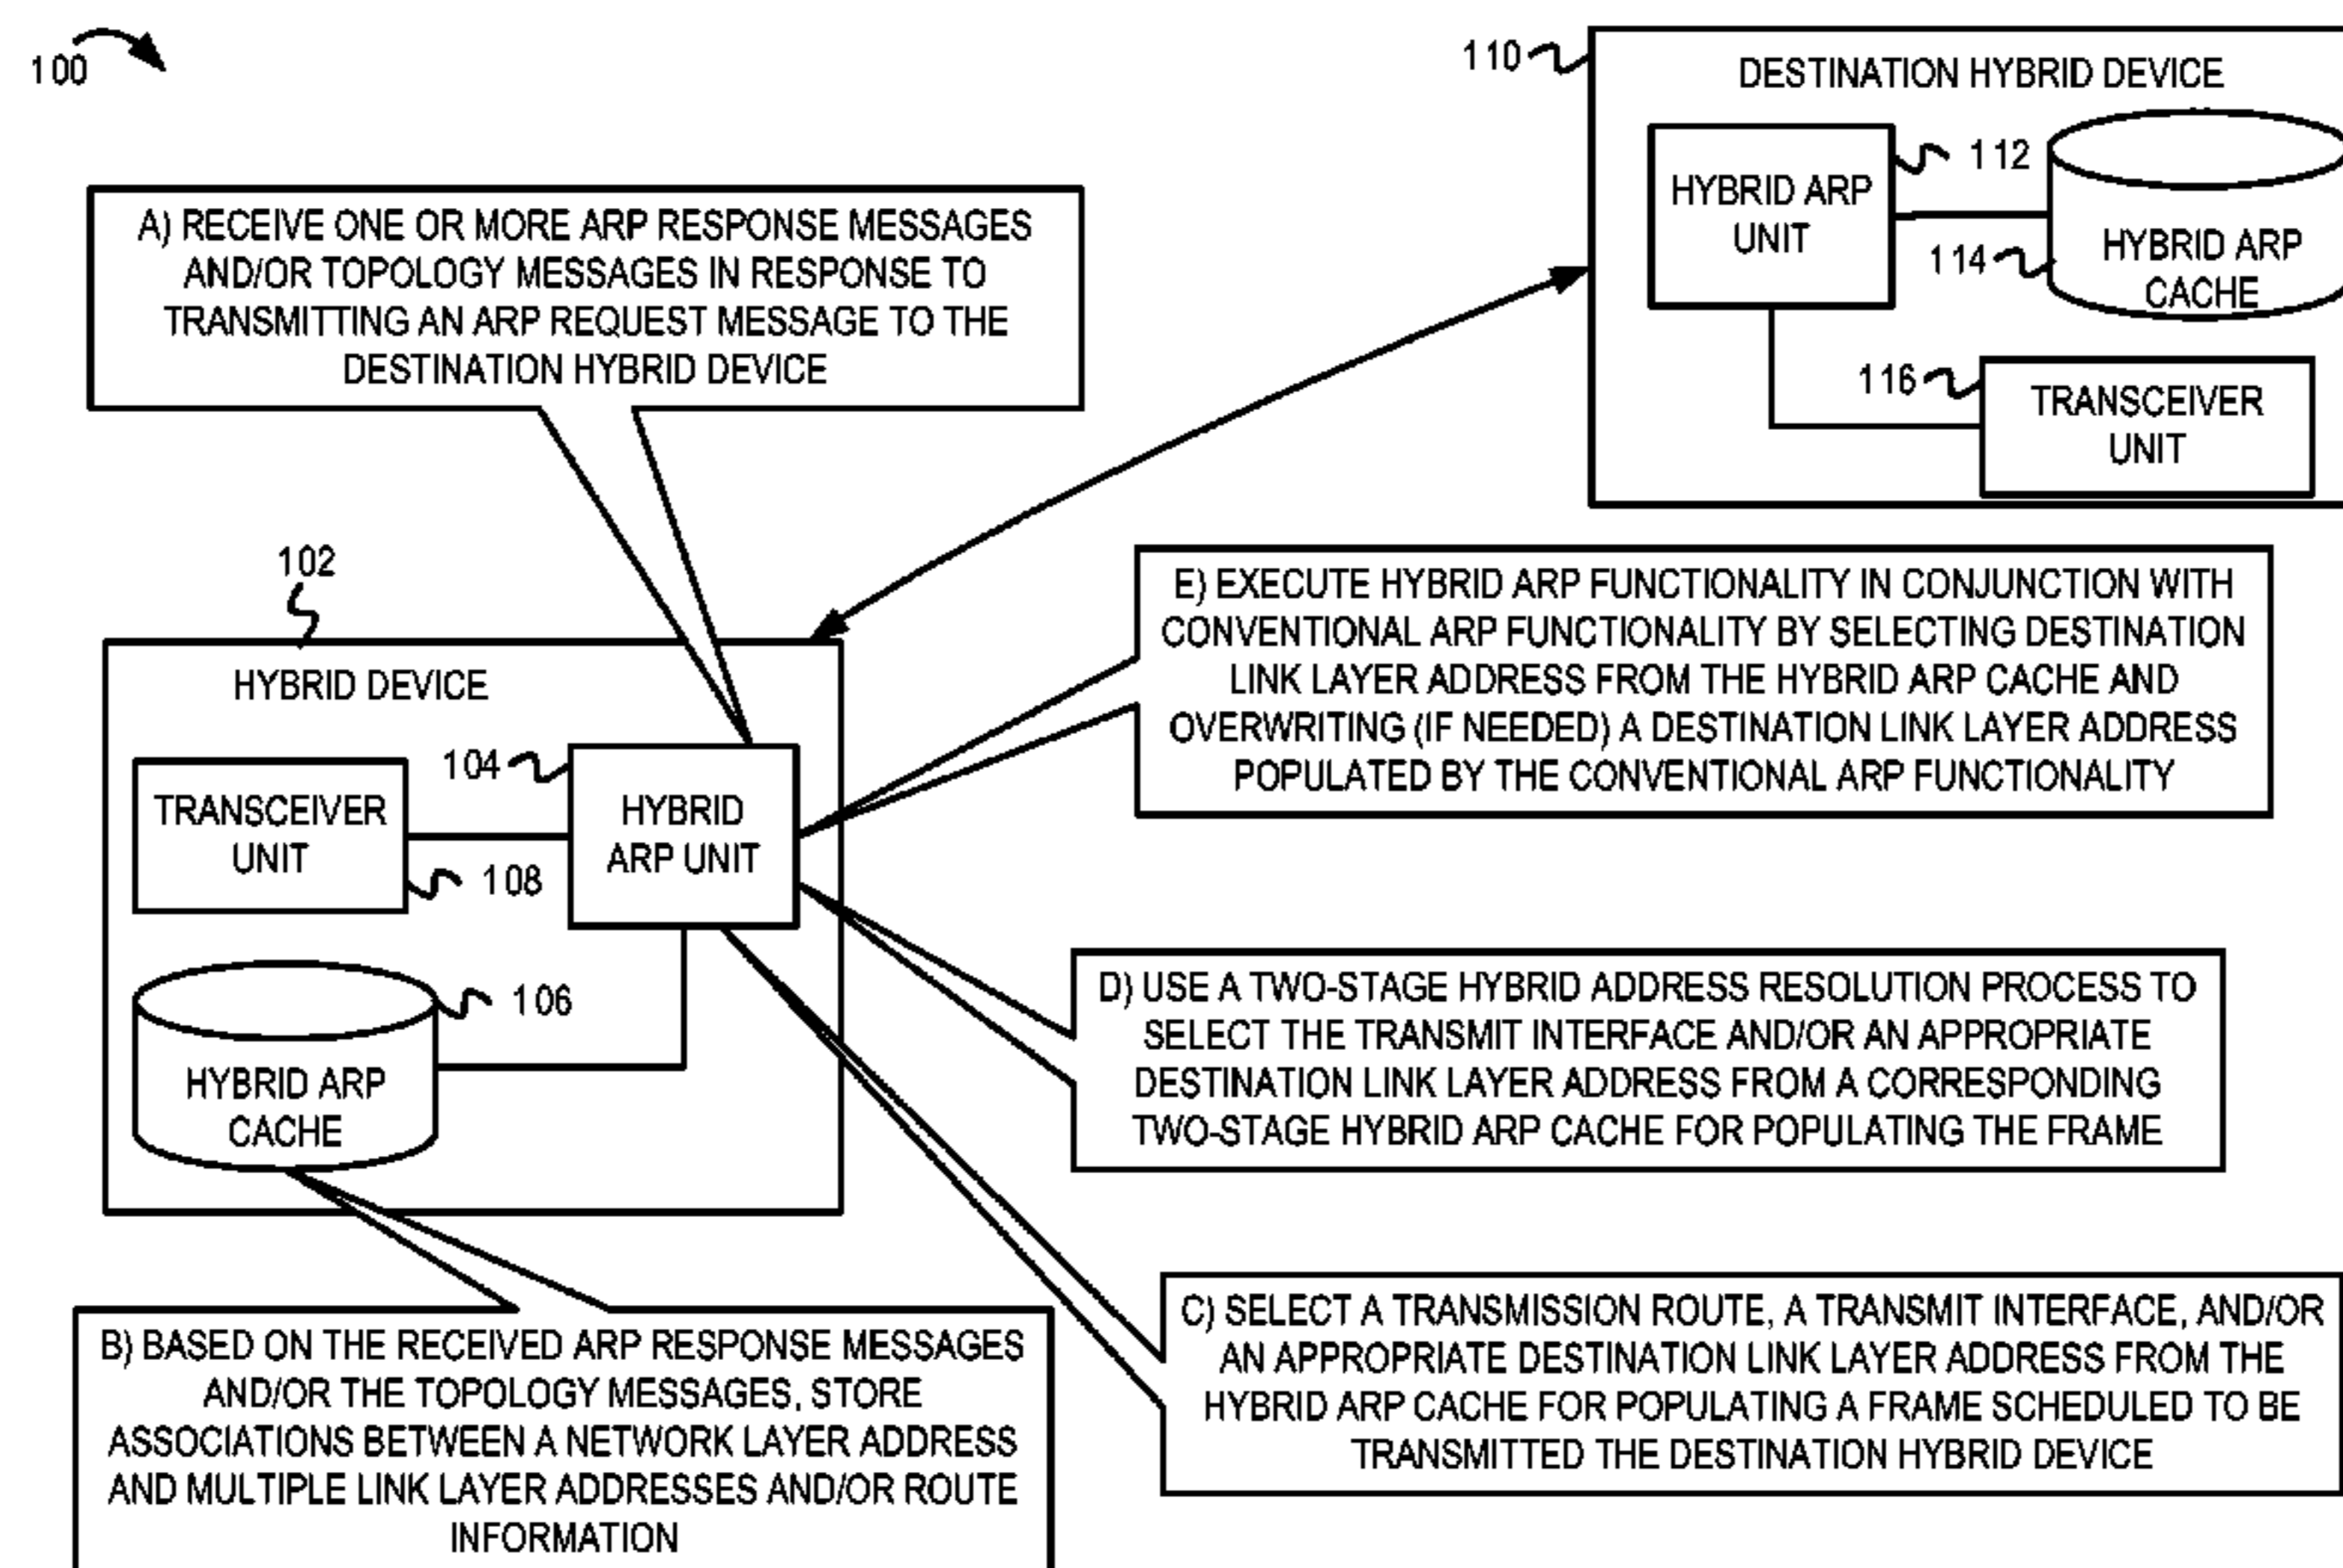 100
110
DESTINATION HYBRID DEVICE
HYBRID ARP
UNIT
112
114
HYBRID ARP
CACHE
116
TRANSCEIVER
UNIT
A) RECEIVE ONE OR MORE ARP RESPONSE MESSAGES
AND/OR TOPOLOGY MESSAGES IN RESPONSE TO
TRANSMITTING AN ARP REQUEST MESSAGE TO THE
DESTINATION HYBRID DEVICE
102
HYBRID DEVICE
TRANSCEIVER
UNIT
108
104
HYBRID
ARP UNIT
106
HYBRID ARP
CACHE
E) EXECUTE HYBRID ARP FUNCTIONALITY IN CONJUNCTION WITH
CONVENTIONAL ARP FUNCTIONALITY BY SELECTING DESTINATION
LINK LAYER ADDRESS FROM THE HYBRID ARP CACHE AND
OVERWRITING (IF NEEDED) A DESTINATION LINK LAYER ADDRESS
POPULATED BY THE CONVENTIONAL ARP FUNCTIONALITY
D) USE A TWO-STAGE HYBRID ADDRESS RESOLUTION PROCESS TO
SELECT THE TRANSMIT INTERFACE AND/OR AN APPROPRIATE
DESTINATION LINK LAYER ADDRESS FROM A CORRESPONDING
TWO-STAGE HYBRID ARP CACHE FOR POPULATING THE FRAME
C) SELECT A TRANSMISSION ROUTE, A TRANSMIT INTERFACE, AND/OR
AN APPROPRIATE DESTINATION LINK LAYER ADDRESS FROM THE
HYBRID ARP CACHE FOR POPULATING A FRAME SCHEDULED TO BE
TRANSMITTED THE DESTINATION HYBRID DEVICE
B) BASED ON THE RECEIVED ARP RESPONSE MESSAGES
AND/OR THE TOPOLOGY MESSAGES, STORE
ASSOCIATIONS BETWEEN A NETWORK LAYER ADDRESS
AND MULTIPLE LINK LAYER ADDRESSES AND/OR ROUTE
INFORMATION